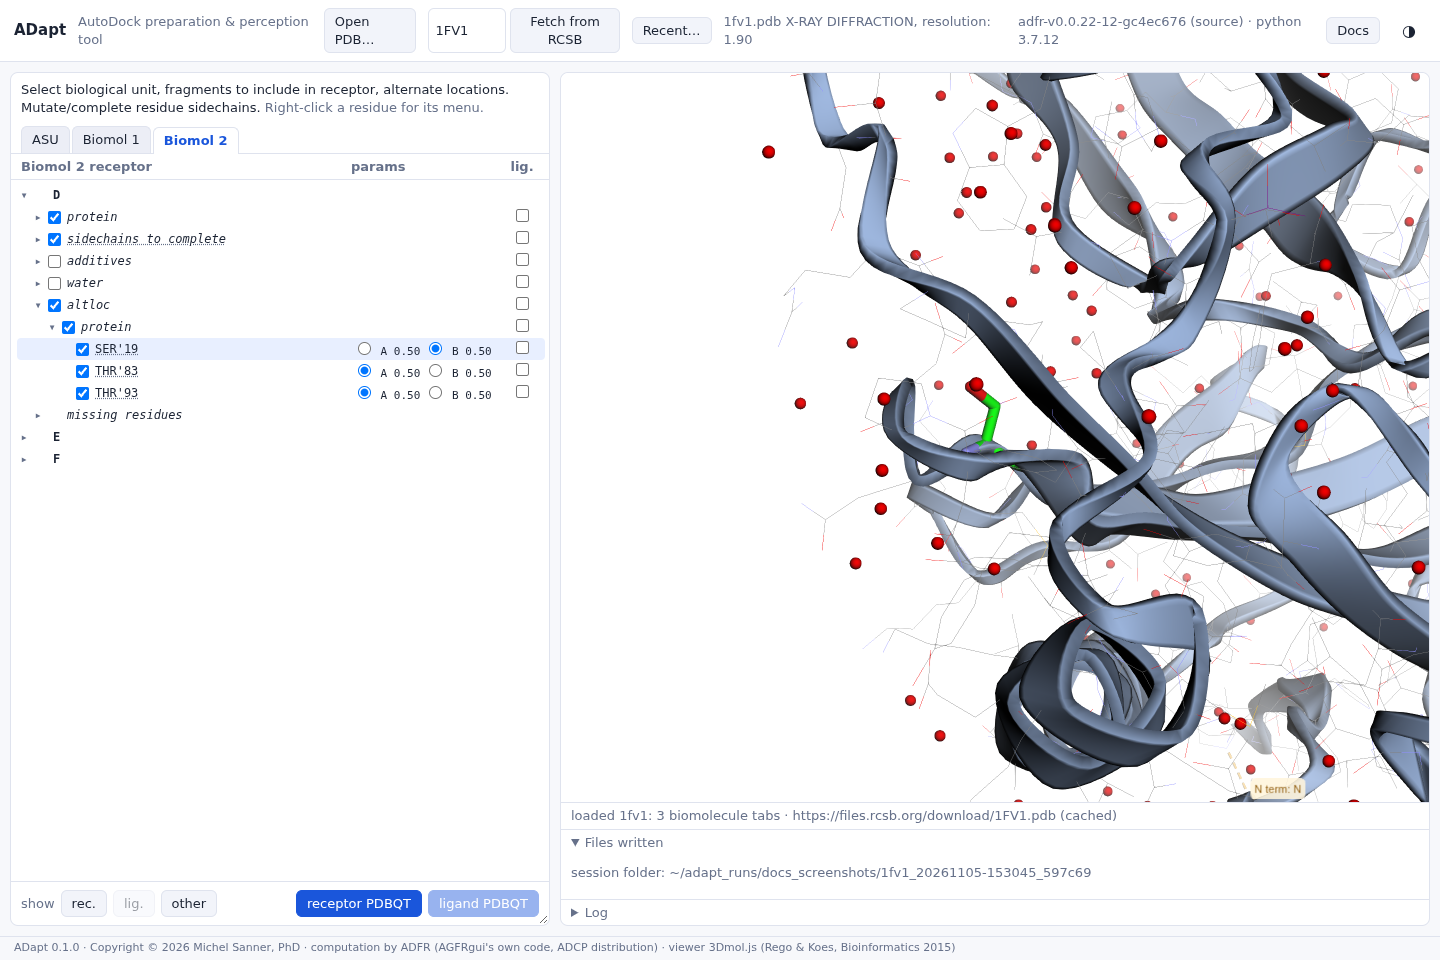 ADapt
AutoDock preparation & perception tool
Open PDB…
1FV1
Fetch from RCSB
Recent…
1fv1.pdb X-RAY DIFFRACTION, resolution: 1.90
adfr-v0.0.22-12-gc4ec676 (source) · python 3.7.12
Docs
Select biological unit, fragments to include in receptor, alternate locations.
Mutate/complete residue sidechains. Right-click a residue for its menu.
ASU Biomol 1 Biomol 2
Biomol 2 receptor params lig.
D
protein
sidechains to complete
additives
water
altloc
protein
SER'19 A 0.50 B 0.50
THR'83 A 0.50 B 0.50
THR'93 A 0.50 B 0.50
missing residues
E
F
show rec. lig. other receptor PDBQT ligand PDBQT
N term: N
loaded 1fv1: 3 biomolecule tabs · https://files.rcsb.org/download/1FV1.pdb (cached)
Files written
session folder: ~/adapt_runs/docs_screenshots/1fv1_20261105-153045_597c69
Log
ADapt 0.1.0 · Copyright © 2026 Michel Sanner, PhD · computation by ADFR (AGFRgui's own code, ADCP distribution) · viewer 3Dmol.js (Rego & Koes, Bioinformatics 2015)